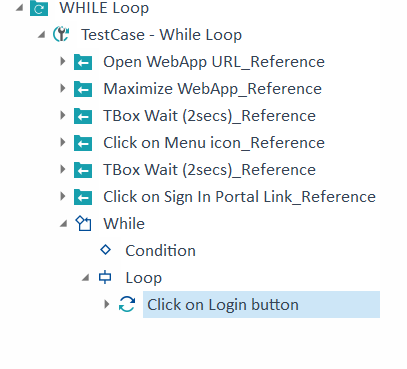 WHILE Loop
TestCase - While Loop
Open WebApp URL_Reference
Maximize WebApp_Reference
TBox Wait (2secs)_Reference
Click on Menu icon_Reference
TBox Wait (2secs)_Reference
Click on Sign In Portal Link_Reference
While
Condition
Loop
Click on Login button